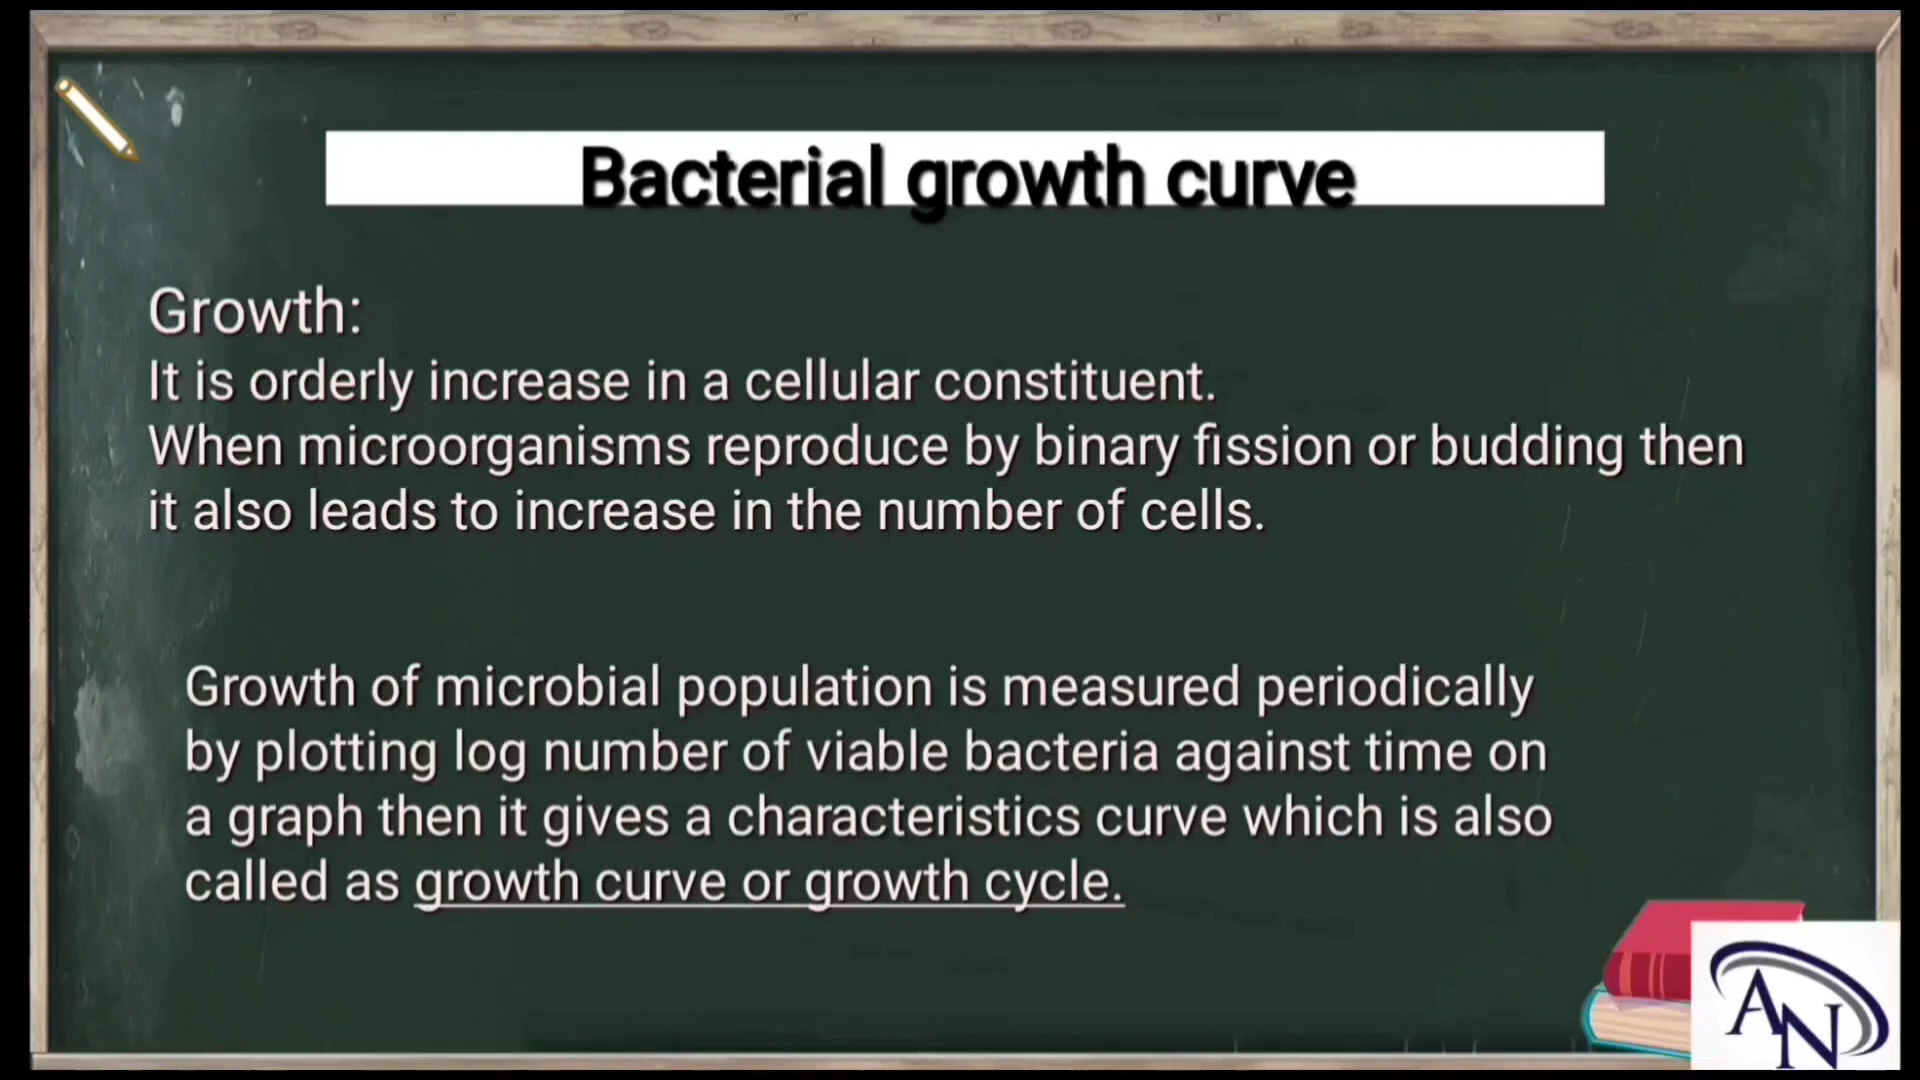 Bacterial growth curve
Growth:
It is orderly increase in a cellular constituent.
When microorganisms reproduce by binary fission or budding then
it also leads to increase in the number of cells.
Growth of microbial population is measured periodically
by plotting log number of viable bacteria against time on
a graph then it gives a characteristics curve which is also
called as growth curve or growth cycle.
AN